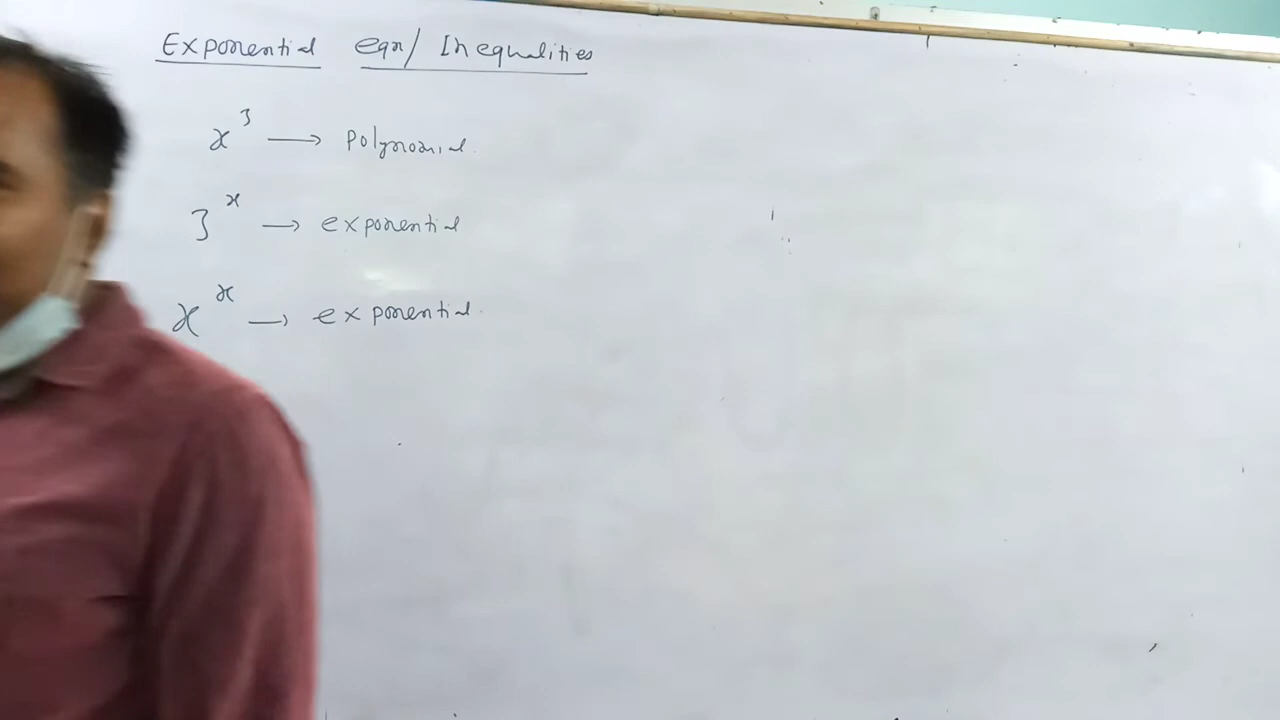 Exponential eqn/ Inequalities
x³ → polynomial
3ˣ → exponential
xˣ → exponential